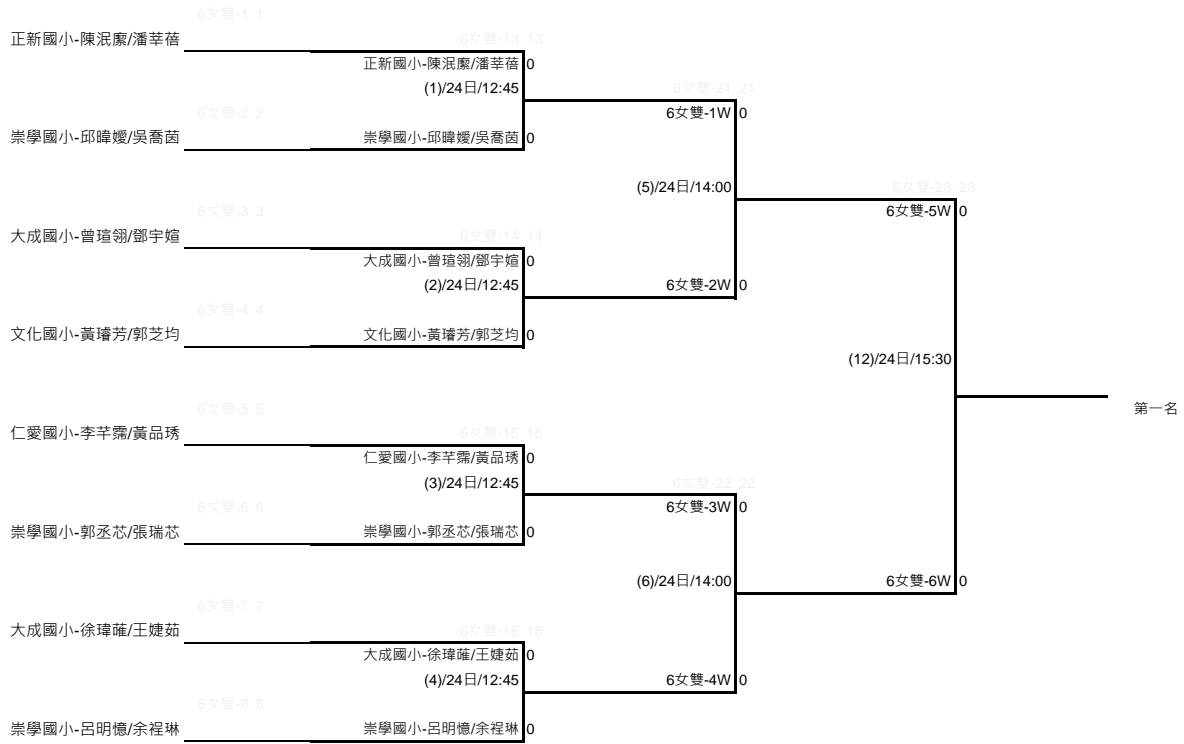 6女雙-1 1
正新國小-陳泯縻/潘莘蓓
6女雙-13 13
正新國小-陳泯縻/潘莘蓓 0
(1)/24日/12:45
6女雙-21 21
6女雙-2 2
6女雙-1W 0
崇學國小-邱暐嬡/吳喬茵
崇學國小-邱暐嬡/吳喬茵 0
(5)/24日/14:00
6女雙-28 28
6女雙-3 3
6女雙-5W 0
大成國小-曾瑄翎/鄧宇媗
6女雙-14 14
大成國小-曾瑄翎/鄧宇媗 0
(2)/24日/12:45
6女雙-2W 0
6女雙-4 4
文化國小-黃璿芳/郭芝均
文化國小-黃璿芳/郭芝均 0
(12)/24日/15:30
第一名
6女雙-5 5
仁愛國小-李芊霈/黃品琇
6女雙-15 15
仁愛國小-李芊霈/黃品琇 0
(3)/24日/12:45
6女雙-22 22
6女雙-6 6
6女雙-3W 0
崇學國小-郭丞芯/張瑞芯
崇學國小-郭丞芯/張瑞芯 0
(6)/24日/14:00
6女雙-6W 0
6女雙-7 7
大成國小-徐瑋蓶/王婕茹
6女雙-16 16
大成國小-徐瑋蓶/王婕茹 0
(4)/24日/12:45
6女雙-4W 0
6女雙-8 8
崇學國小-呂明憶/余裎琳
崇學國小-呂明憶/余裎琳 0